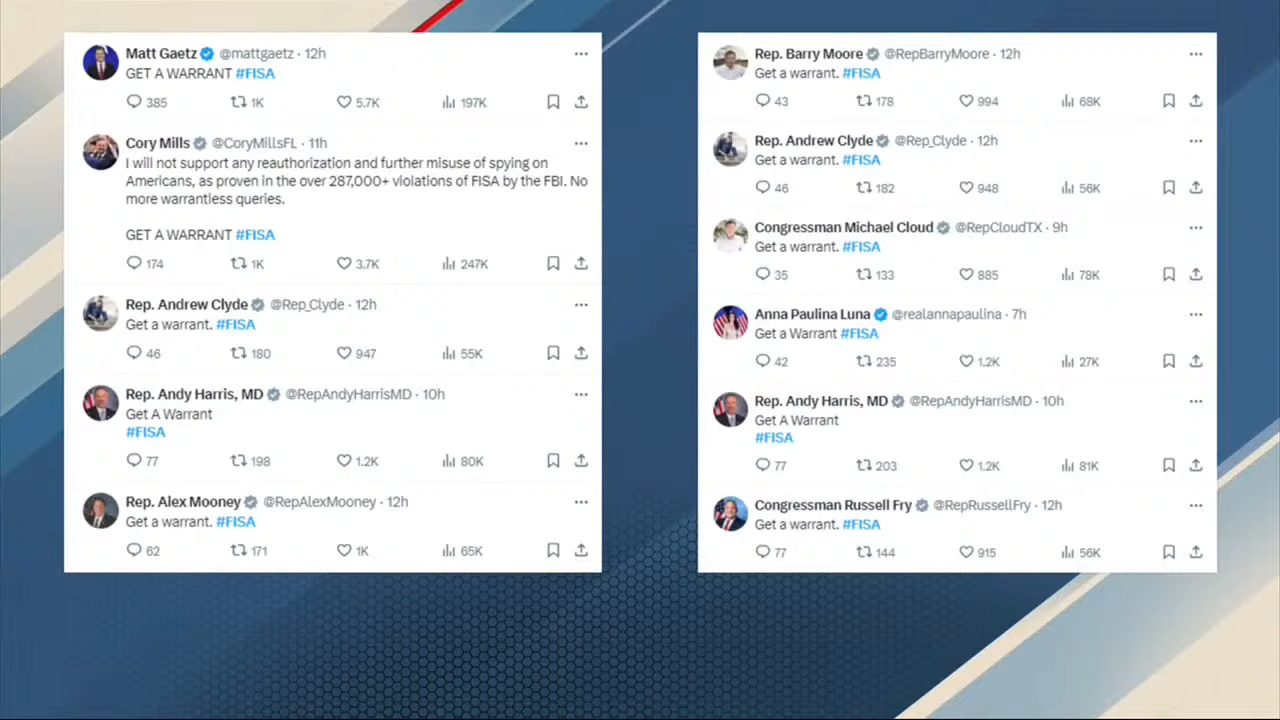 Matt Gaetz @mattgaetz · 12h
GET A WARRANT #FISA
385 1K 5.7K 197K
Cory Mills @CoryMillsFL · 11h
I will not support any reauthorization and further misuse of spying on
Americans, as proven in the over 287,000+ violations of FISA by the FBI. No
more warrantless queries.
GET A WARRANT #FISA
174 1K 3.7K 247K
Rep. Andrew Clyde @Rep_Clyde · 12h
Get a warrant. #FISA
46 180 947 55K
Rep. Andy Harris, MD @RepAndyHarrisMD · 10h
Get A Warrant
#FISA
77 198 1.2K 80K
Rep. Alex Mooney @RepAlexMooney · 12h
Get a warrant. #FISA
62 171 1K 65K
Rep. Barry Moore @RepBarryMoore · 12h
Get a warrant. #FISA
43 178 994 68K
Rep. Andrew Clyde @Rep_Clyde · 12h
Get a warrant. #FISA
46 182 948 56K
Congressman Michael Cloud @RepCloudTX · 9h
Get a warrant. #FISA
35 133 885 78K
Anna Paulina Luna @realannapaulina · 7h
Get a Warrant #FISA
42 235 1.2K 27K
Rep. Andy Harris, MD @RepAndyHarrisMD · 10h
Get A Warrant
#FISA
77 203 1.2K 81K
Congressman Russell Fry @RepRussellFry · 12h
Get a warrant. #FISA
77 144 915 56K